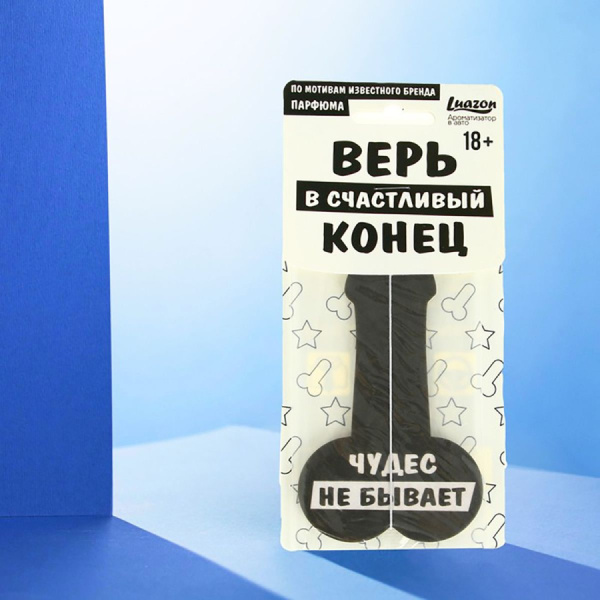 ПО МОТИВАМ ИЗВЕСТНОГО БРЕНДА
ПАРФЮМА
Luazon
Ароматизатор
в авто
18+
ВЕРЬ
В СЧАСТЛИВЫЙ
КОНЕЦ
ЧУДЕС
НЕ БЫВАЕТ